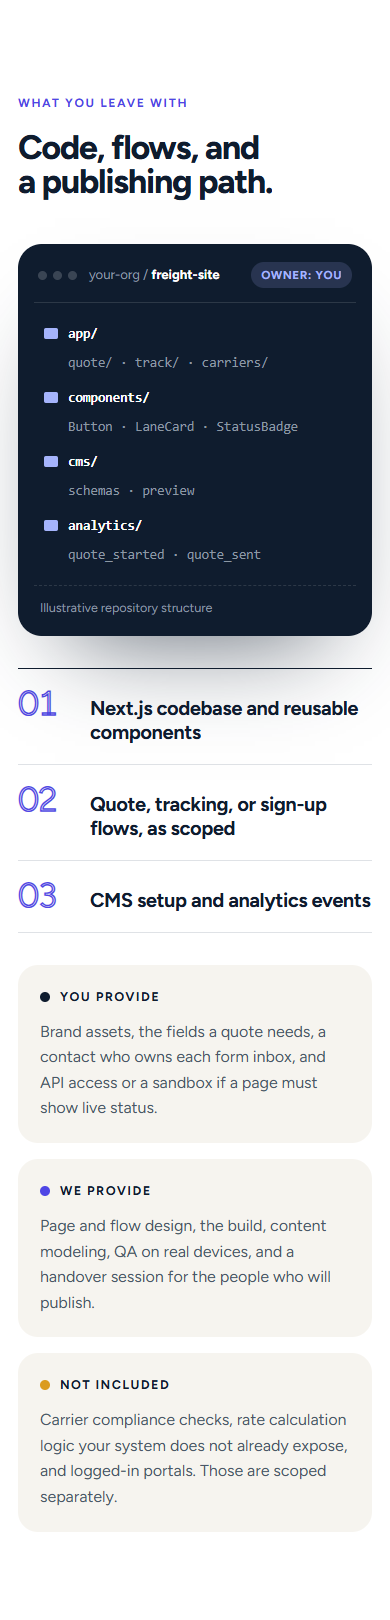 WHAT YOU LEAVE WITH
Code, flows, and
a publishing path.
your-org / freight-site
OWNER: YOU
app/
quote/ · track/ · carriers/
components/
Button · LaneCard · StatusBadge
cms/
schemas · preview
analytics/
quote_started · quote_sent
Illustrative repository structure
01
Next.js codebase and reusable
components
02
Quote, tracking, or sign-up
flows, as scoped
03
CMS setup and analytics events
YOU PROVIDE
Brand assets, the fields a quote needs, a
contact who owns each form inbox, and
API access or a sandbox if a page must
show live status.
WE PROVIDE
Page and flow design, the build, content
modeling, QA on real devices, and a
handover session for the people who will
publish.
NOT INCLUDED
Carrier compliance checks, rate calculation
logic your system does not already expose,
and logged-in portals. Those are scoped
separately.